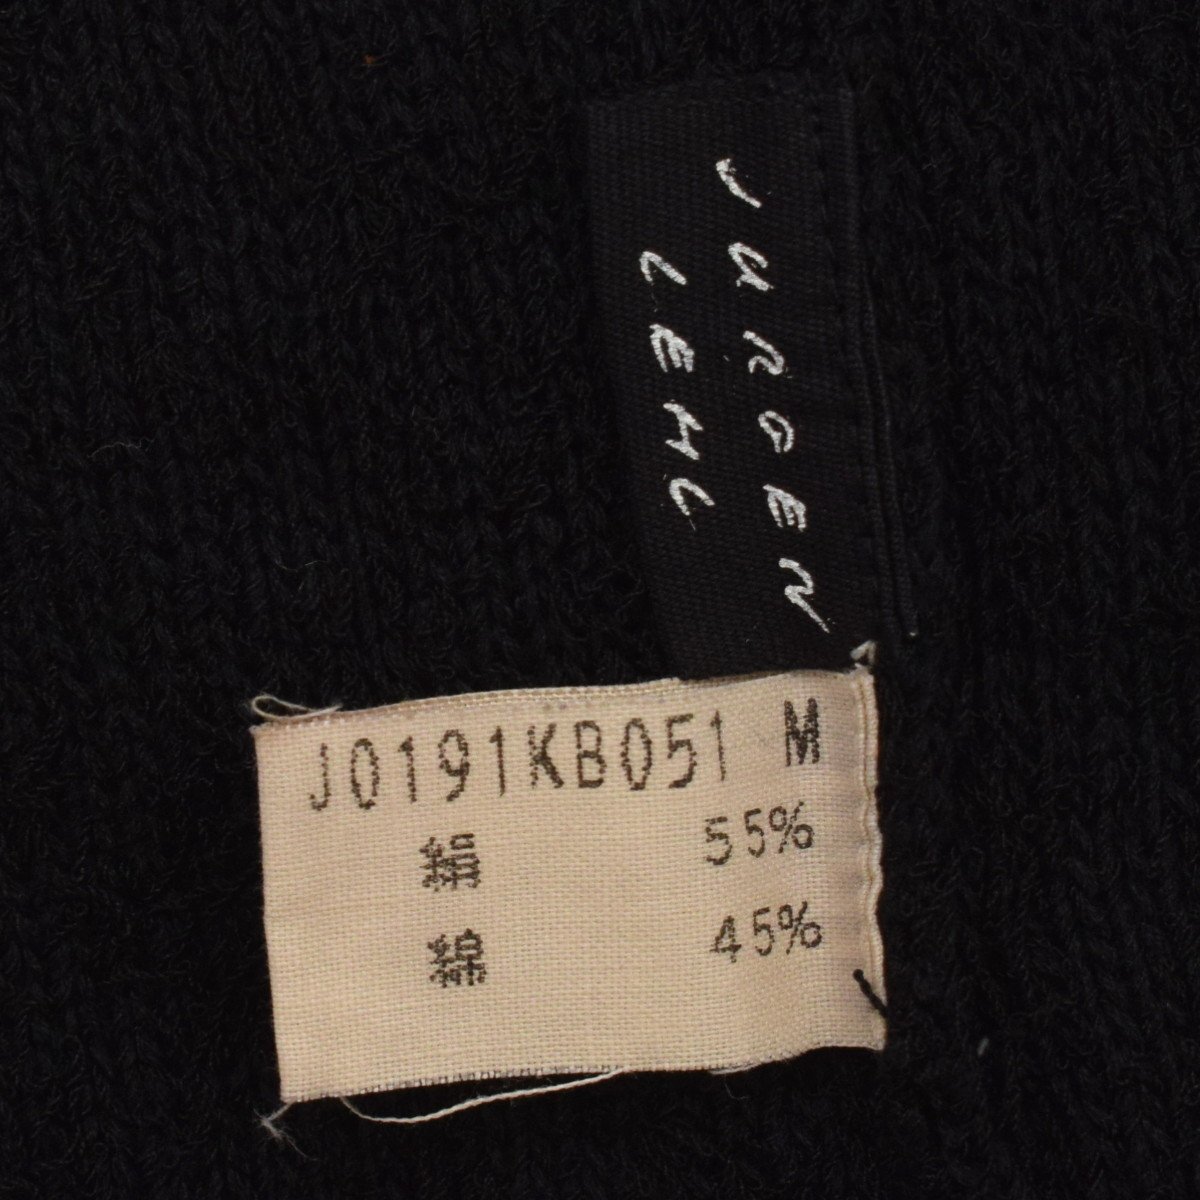 JURGEN
LEHL
J0191KB051 M
絹 55%
綿 45%